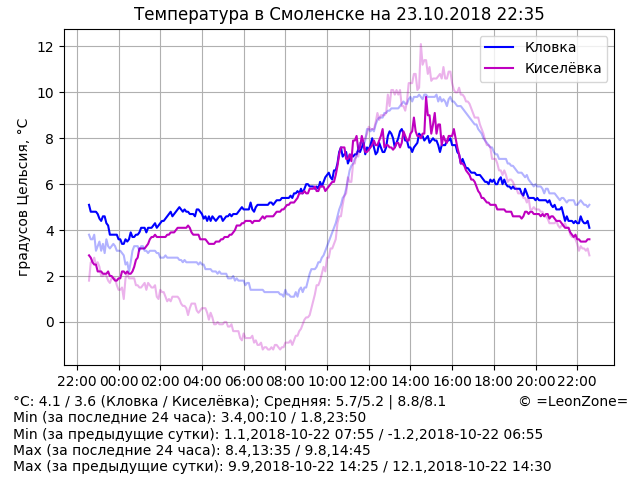 Температура в Смоленске на 23.10.2018 22:35
градусов Цельсия, °C
12
10
8
6
4
2
0
Кловка
Киселёвка
22:00 00:00 02:00 04:00 06:00 08:00 10:00 12:00 14:00 16:00 18:00 20:00 22:00
°C: 4.1 / 3.6 (Кловка / Киселёвка); Средняя: 5.7/5.2 | 8.8/8.1 © =LeonZone=
Min (за последние 24 часа): 3.4,00:10 / 1.8,23:50
Min (за предыдущие сутки): 1.1,2018-10-22 07:55 / -1.2,2018-10-22 06:55
Max (за последние 24 часа): 8.4,13:35 / 9.8,14:45
Max (за предыдущие сутки): 9.9,2018-10-22 14:25 / 12.1,2018-10-22 14:30